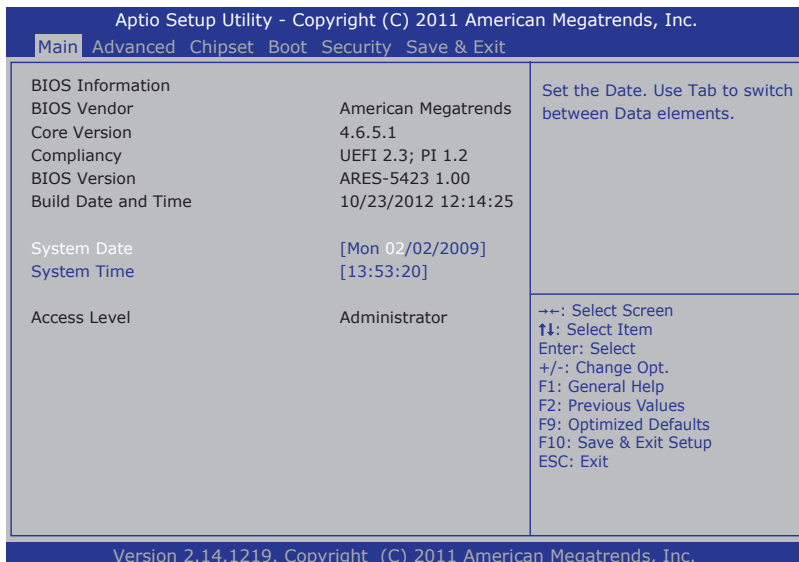 Aptio Setup Utility - Copyright (C) 2011 American Megatrends, Inc.
Main Advanced Chipset Boot Security Save & Exit
BIOS Information
BIOS Vendor American Megatrends
Core Version 4.6.5.1
Compliancy UEFI 2.3; PI 1.2
BIOS Version ARES-5423 1.00
Build Date and Time 10/23/2012 12:14:25
System Date [Mon 02/02/2009]
System Time [13:53:20]
Access Level Administrator
Set the Date. Use Tab to switch
between Data elements.
→←: Select Screen
↑↓: Select Item
Enter: Select
+/-: Change Opt.
F1: General Help
F2: Previous Values
F9: Optimized Defaults
F10: Save & Exit Setup
ESC: Exit
Version 2.14.1219. Copyright (C) 2011 American Megatrends, Inc.